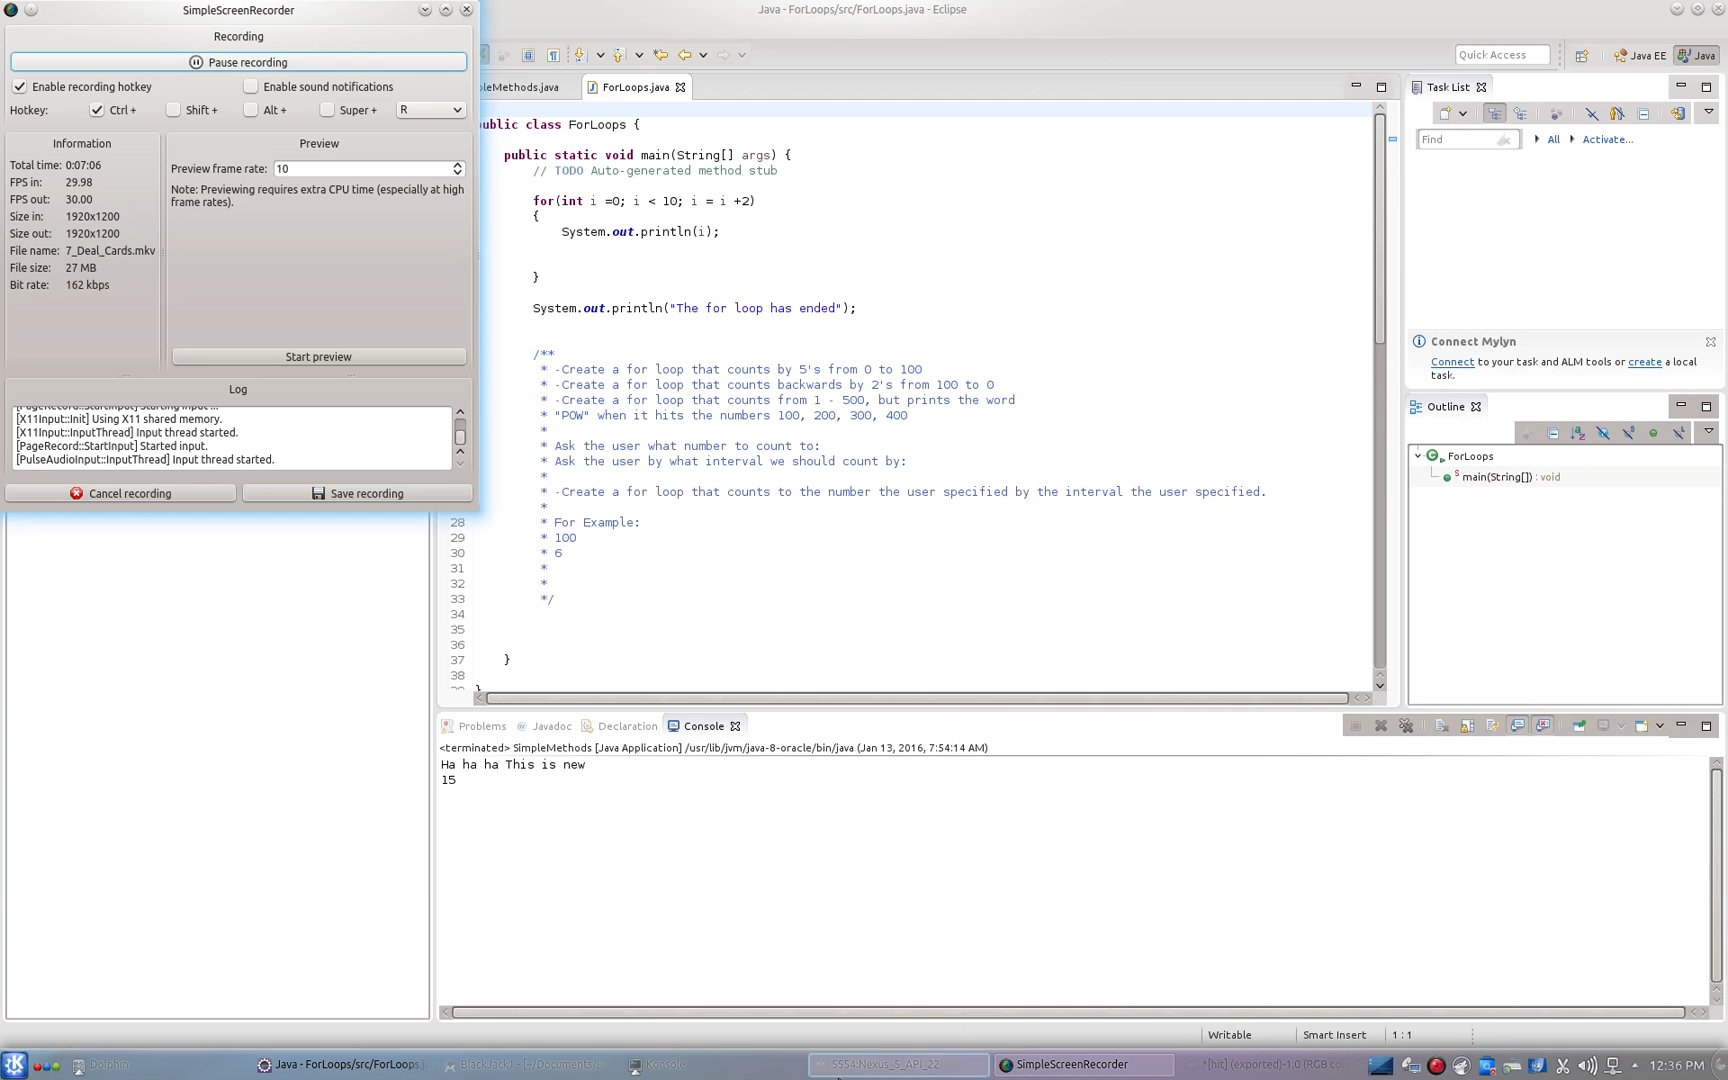 SimpleScreenRecorder
Java - ForLoops/src/ForLoops.java - Eclipse
Recording
Pause recording
Enable recording hotkey
Enable sound notifications
Hotkey:
Ctrl +
Shift +
Alt +
Super +
R
Information
Total time: 0:07:06
FPS in: 29.98
FPS out: 30.00
Size in: 1920x1200
Size out: 1920x1200
File name: 7_Deal_Cards.mkv
File size: 27 MB
Bit rate: 162 kbps
Preview
Preview frame rate: 10
Note: Previewing requires extra CPU time (especially at high
frame rates).
Start preview
Log
[PageRecord::StartInput] Starting input ...
[X11Input::Init] Using X11 shared memory.
[X11Input::InputThread] Input thread started.
[PageRecord::StartInput] Started input.
[PulseAudioInput::InputThread] Input thread started.
Cancel recording
Save recording
Quick Access
Java EE
Java
leMethods.java
ForLoops.java
public class ForLoops {
public static void main(String[] args) {
// TODO Auto-generated method stub
for(int i =0; i < 10; i = i +2)
{
System.out.println(i);
}
System.out.println("The for loop has ended");
/**
* -Create a for loop that counts by 5's from 0 to 100
* -Create a for loop that counts backwards by 2's from 100 to 0
* -Create a for loop that counts from 1 - 500, but prints the word
* "POW" when it hits the numbers 100, 200, 300, 400
*
* Ask the user what number to count to:
* Ask the user by what interval we should count by:
*
* -Create a for loop that counts to the number the user specified by the interval the user specified.
*
28 * For Example:
29 * 100
30 * 6
31 *
32 *
33 */
34
35
36
37 }
38
39 }
Task List
Find
All
Activate...
Connect Mylyn
Connect to your task and ALM tools or create a local
task.
Outline
ForLoops
main(String[]) : void
Problems
Javadoc
Declaration
Console
<terminated> SimpleMethods [Java Application] /usr/lib/jvm/java-8-oracle/bin/java (Jan 13, 2016, 7:54:14 AM)
Ha ha ha This is new
15
Writable
Smart Insert
1 : 1
Dolphin
Java - ForLoops/src/ForLoops.
BlackJack1 - [~/Documents/
Konsole
5554:Nexus_5_API_22
SimpleScreenRecorder
*[hit] (exported)-1.0 (RGB co
12:36 PM